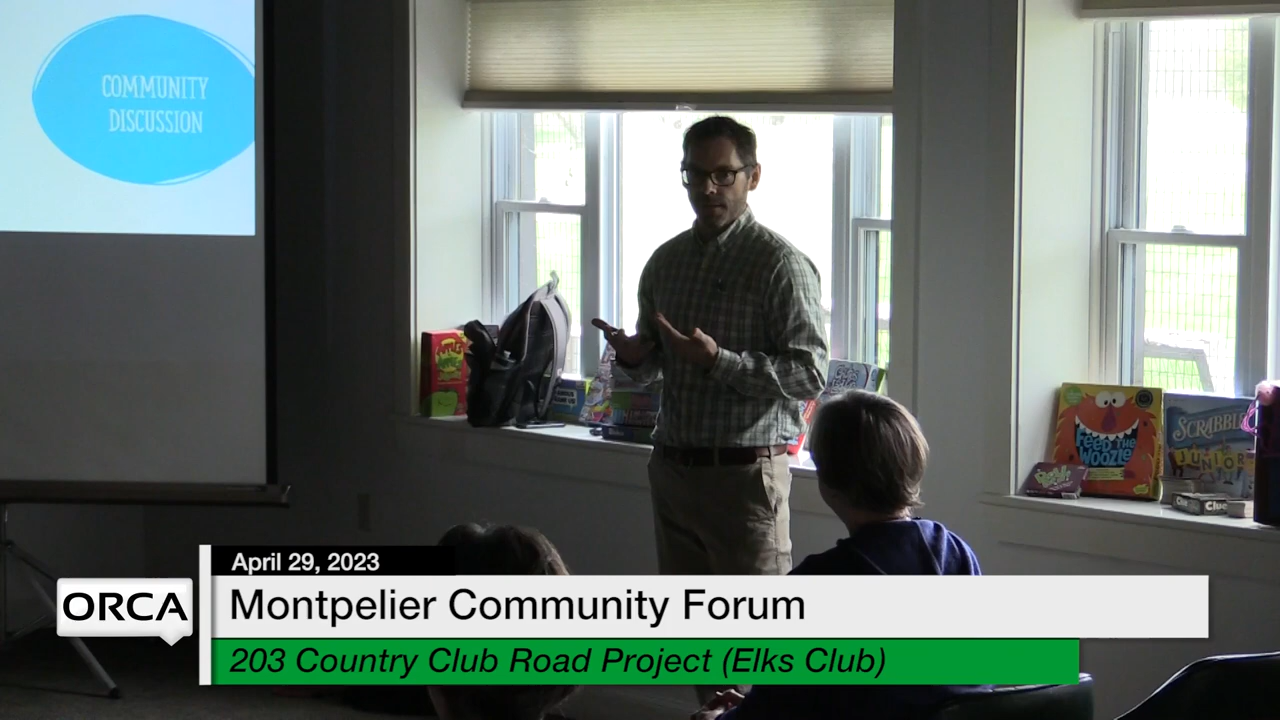 COMMUNITY
DISCUSSION
FEED THE
WOOZLE
SCRABBLE
JUNIOR
Clue
April 29, 2023
ORCA
Montpelier Community Forum
203 Country Club Road Project (Elks Club)